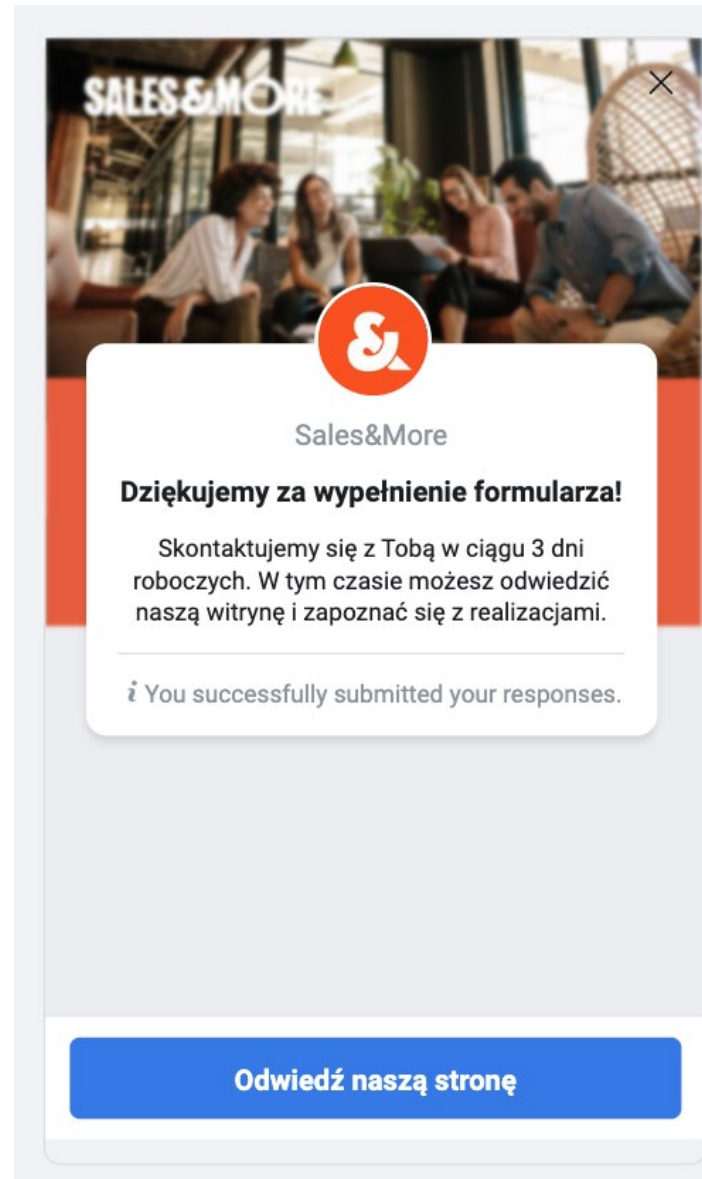 SALES&MORE
&
Sales&More
Dziękujemy za wypełnienie formularza!
Skontaktujemy się z Tobą w ciągu 3 dni
roboczych. W tym czasie możesz odwiedzić
naszą witrynę i zapoznać się z realizacjami.
i You successfully submitted your responses.
Odwiedź naszą stronę